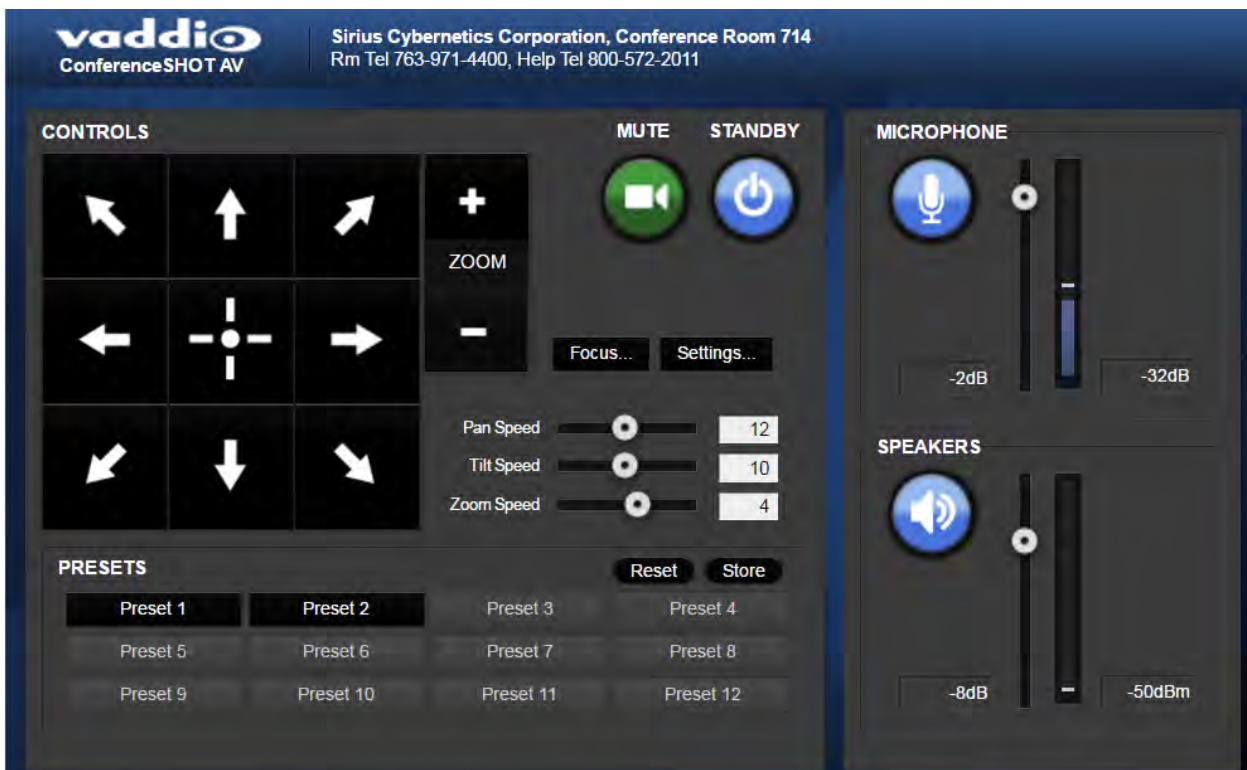 vaddio
ConferenceSHOT AV
Sirius Cybernetics Corporation, Conference Room 714
Rm Tel 763-971-4400, Help Tel 800-572-2011
CONTROLS
MUTE STANDBY
+
ZOOM
-
Focus... Settings...
Pan Speed 12
Tilt Speed 10
Zoom Speed 4
PRESETS
Reset Store
Preset 1 Preset 2 Preset 3 Preset 4
Preset 5 Preset 6 Preset 7 Preset 8
Preset 9 Preset 10 Preset 11 Preset 12
MICROPHONE
-2dB -32dB
SPEAKERS
-8dB -50dBm